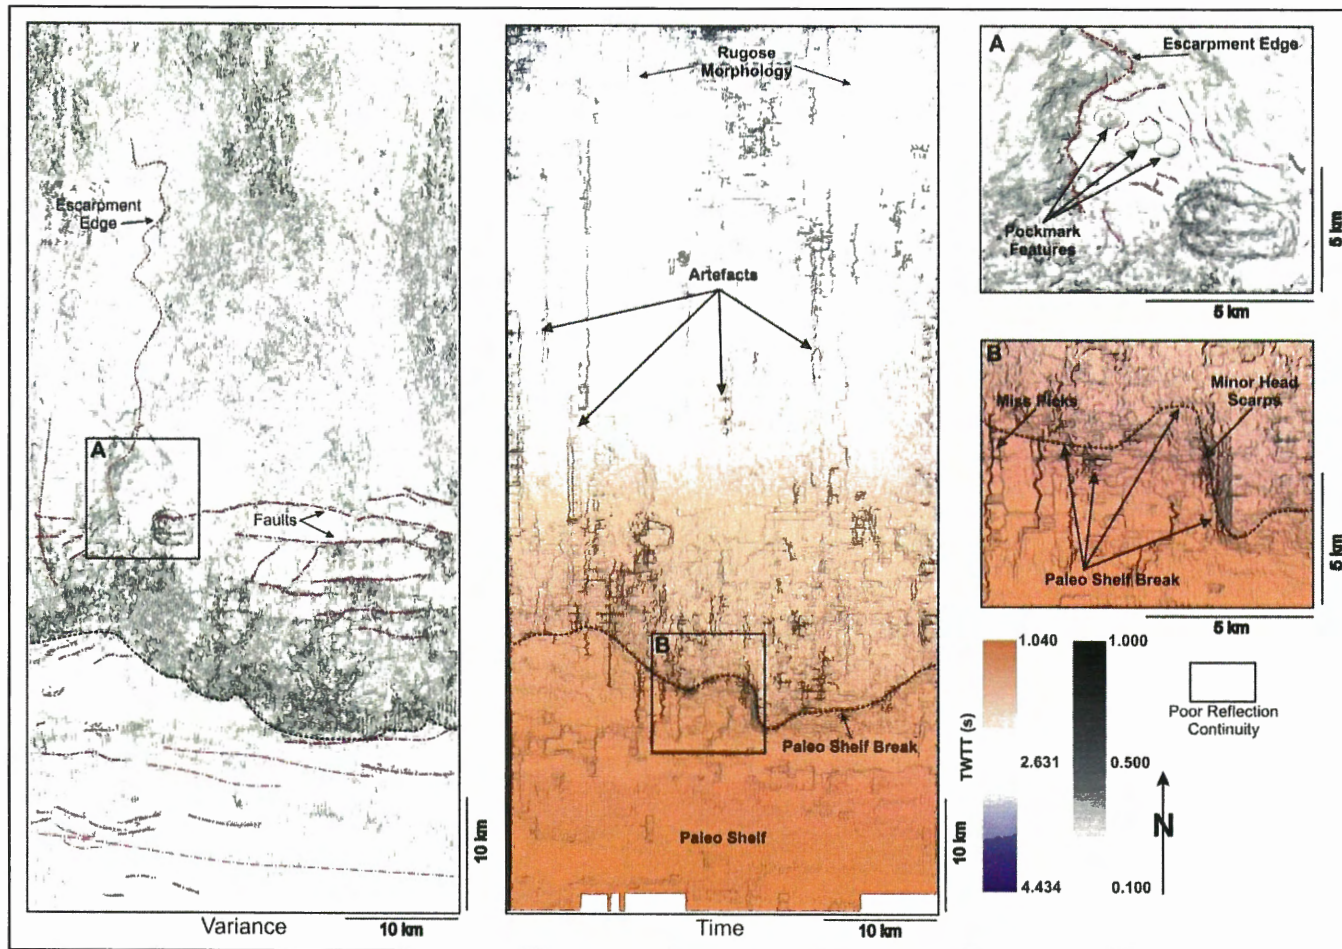 Escarpment
Edge
A
Faults
Variance
10 km
10 km
Rugose
Morphology
Artefacts
B
Paleo Shelf Break
Paleo Shelf
Time
10 km
10 km
A
Escarpment Edge
Pockmark
Features
5 km
5 km
B
Miss Picks
Minor Head
Scarps
Paleo Shelf Break
5 km
5 km
TWTT (s)
1.040
2.631
4.434
1.000
0.500
0.100
Poor Reflection
Continuity
N